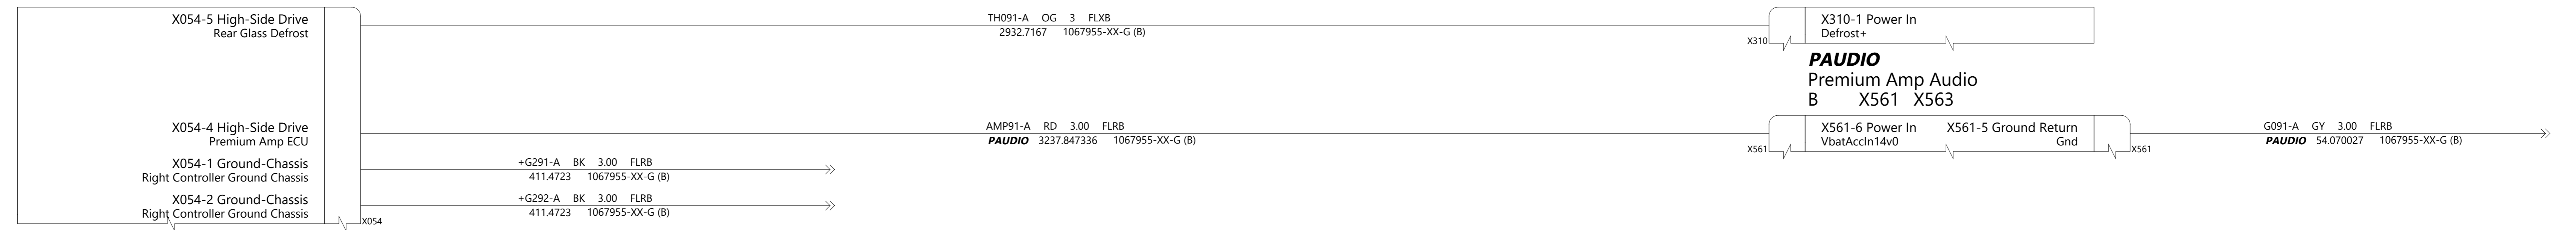 X054-5 High-Side Drive
Rear Glass Defrost
TH091-A OG 3 FLXB
2932.7167 1067955-XX-G (B)
X310-1 Power In
Defrost+
X310
PAUDIO
Premium Amp Audio
B X561 X563
X054-4 High-Side Drive
Premium Amp ECU
AMP91-A RD 3.00 FLRB
PAUDIO 3237.847336 1067955-XX-G (B)
X561-6 Power In X561-5 Ground Return
VbatAccIn14v0 Gnd
X561
X561
G091-A GY 3.00 FLRB
PAUDIO 54.070027 1067955-XX-G (B)
X054-1 Ground-Chassis
Right Controller Ground Chassis
+G291-A BK 3.00 FLRB
411.4723 1067955-XX-G (B)
X054-2 Ground-Chassis
Right Controller Ground Chassis
+G292-A BK 3.00 FLRB
411.4723 1067955-XX-G (B)
X054